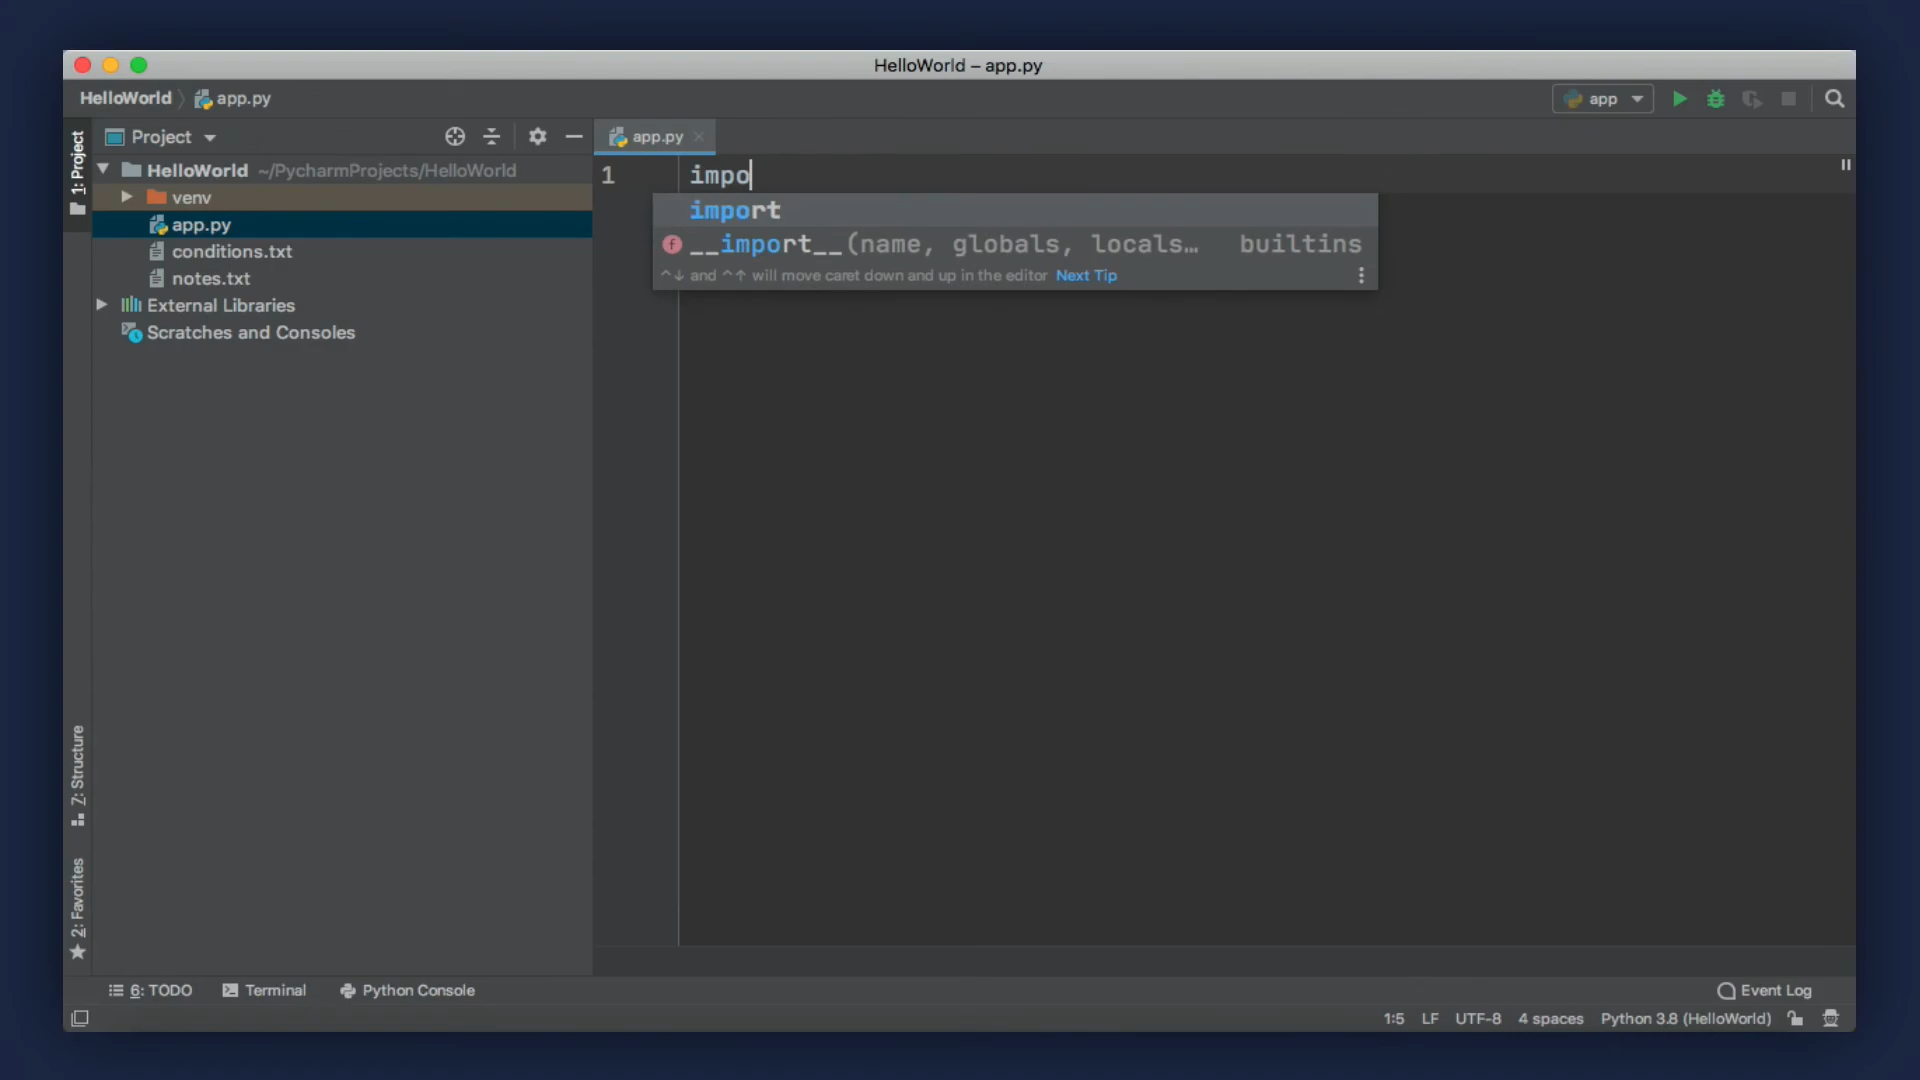 HelloWorld – app.py
HelloWorld app.py
app
1: Project
Project
app.py
HelloWorld ~/PycharmProjects/HelloWorld
venv
app.py
conditions.txt
notes.txt
External Libraries
Scratches and Consoles
1 impo
import
f __import__(name, globals, locals… builtins
^↓ and ^↑ will move caret down and up in the editor Next Tip
Z: Structure
2: Favorites
6: TODO Terminal Python Console Event Log
1:5 LF UTF-8 4 spaces Python 3.8 (HelloWorld)